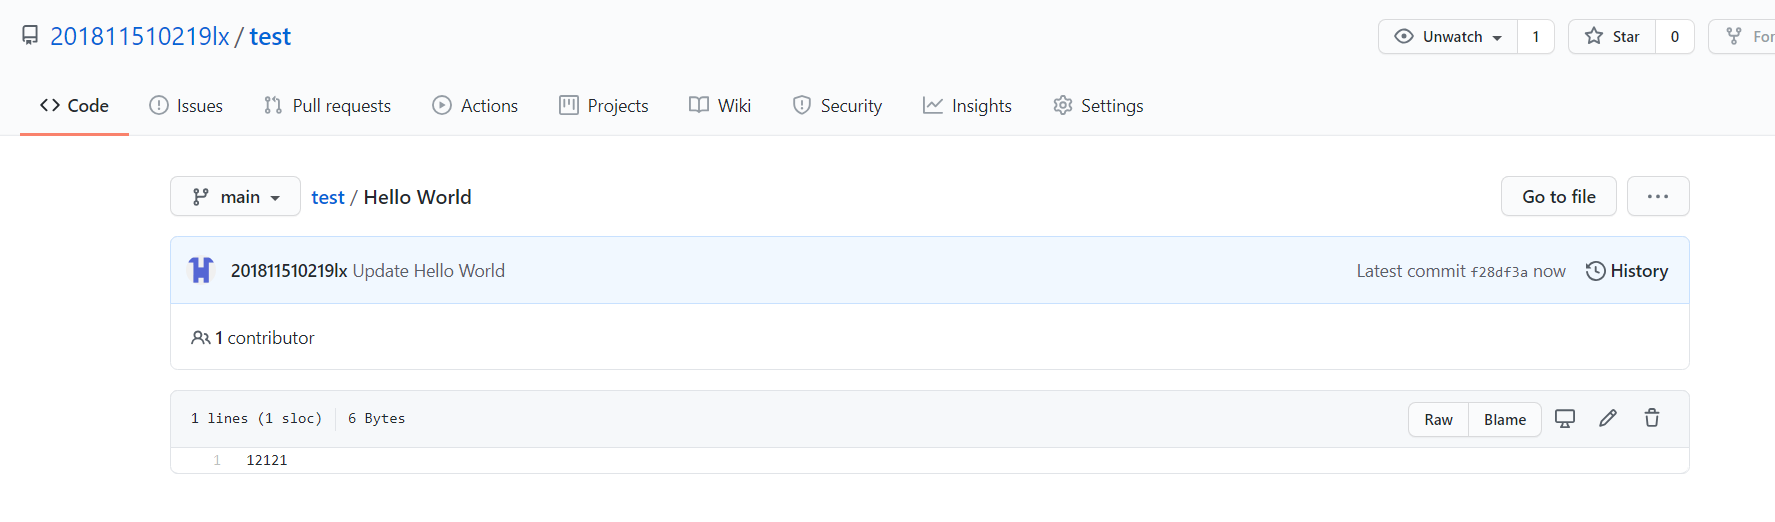 201811510219lx / test Unwatch 1 Star 0 For
Code Issues Pull requests Actions Projects Wiki Security Insights Settings
main test / Hello World Go to file ...
201811510219lx Update Hello World Latest commit f28df3a now History
1 contributor
1 lines (1 sloc) 6 Bytes Raw Blame
1 12121